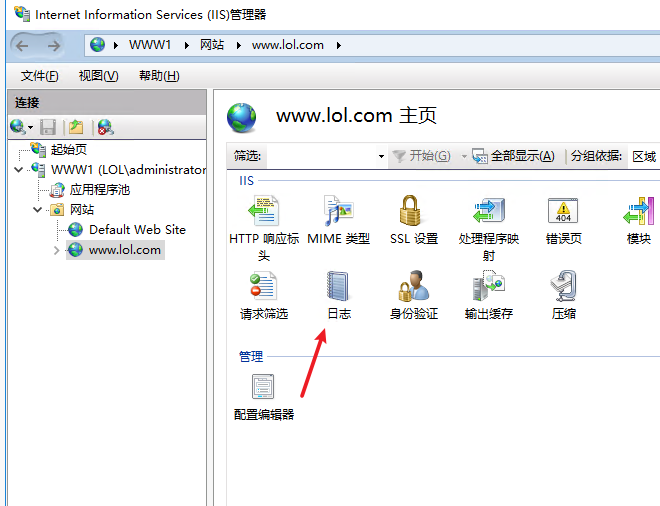 Internet Information Services (IIS)管理器
WWW1 网站 www.lol.com
文件(F) 视图(V) 帮助(H)
连接
起始页
WWW1 (LOL\administrator
应用程序池
网站
Default Web Site
www.lol.com
www.lol.com 主页
筛选: 开始(G) 全部显示(A) 分组依据: 区域
IIS
HTTP 响应标头
MIME 类型
SSL 设置
处理程序映射
错误页
404
模块
请求筛选
日志
身份验证
输出缓存
压缩
管理
配置编辑器